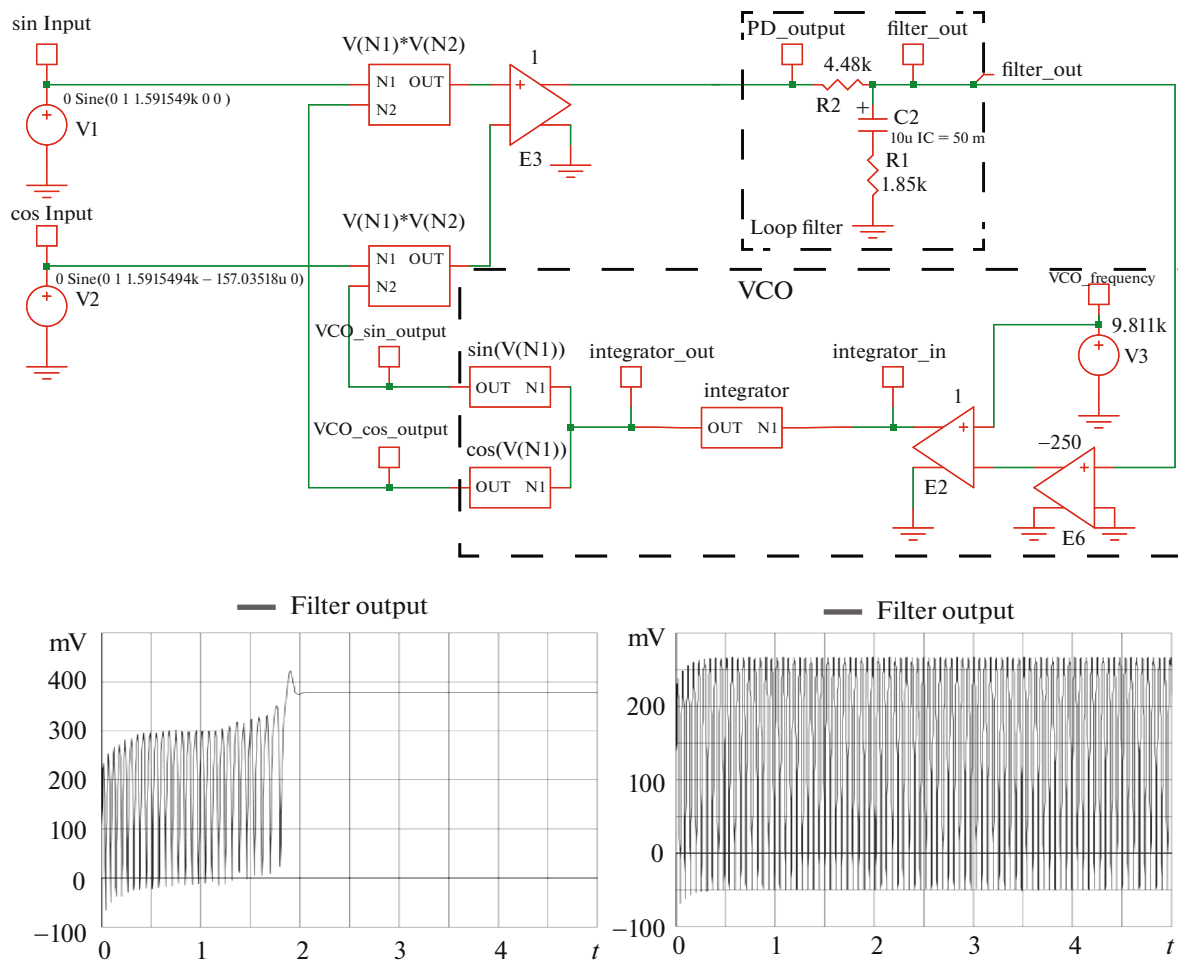 sin Input
0 Sine(0 1 1.591549k 0 0 )
V1
cos Input
0 Sine(0 1 1.5915494k – 157.03518u 0)
V2
V(N1)*V(N2)
N1 OUT
N2
1
E3
V(N1)*V(N2)
N1 OUT
N2
PD_output
filter_out
4.48k
R2
filter_out
C2
10u IC = 50 m
R1
1.85k
Loop filter
VCO
VCO_frequency
9.811k
V3
VCO_sin_output
sin(V(N1))
OUT N1
integrator_out
integrator
OUT N1
integrator_in
1
E2
–250
E6
VCO_cos_output
cos(V(N1))
OUT N1
Filter output
mV
400
300
200
100
0
–100
0 1 2 3 4 t
Filter output
mV
200
100
0
–100
0 1 2 3 4 t